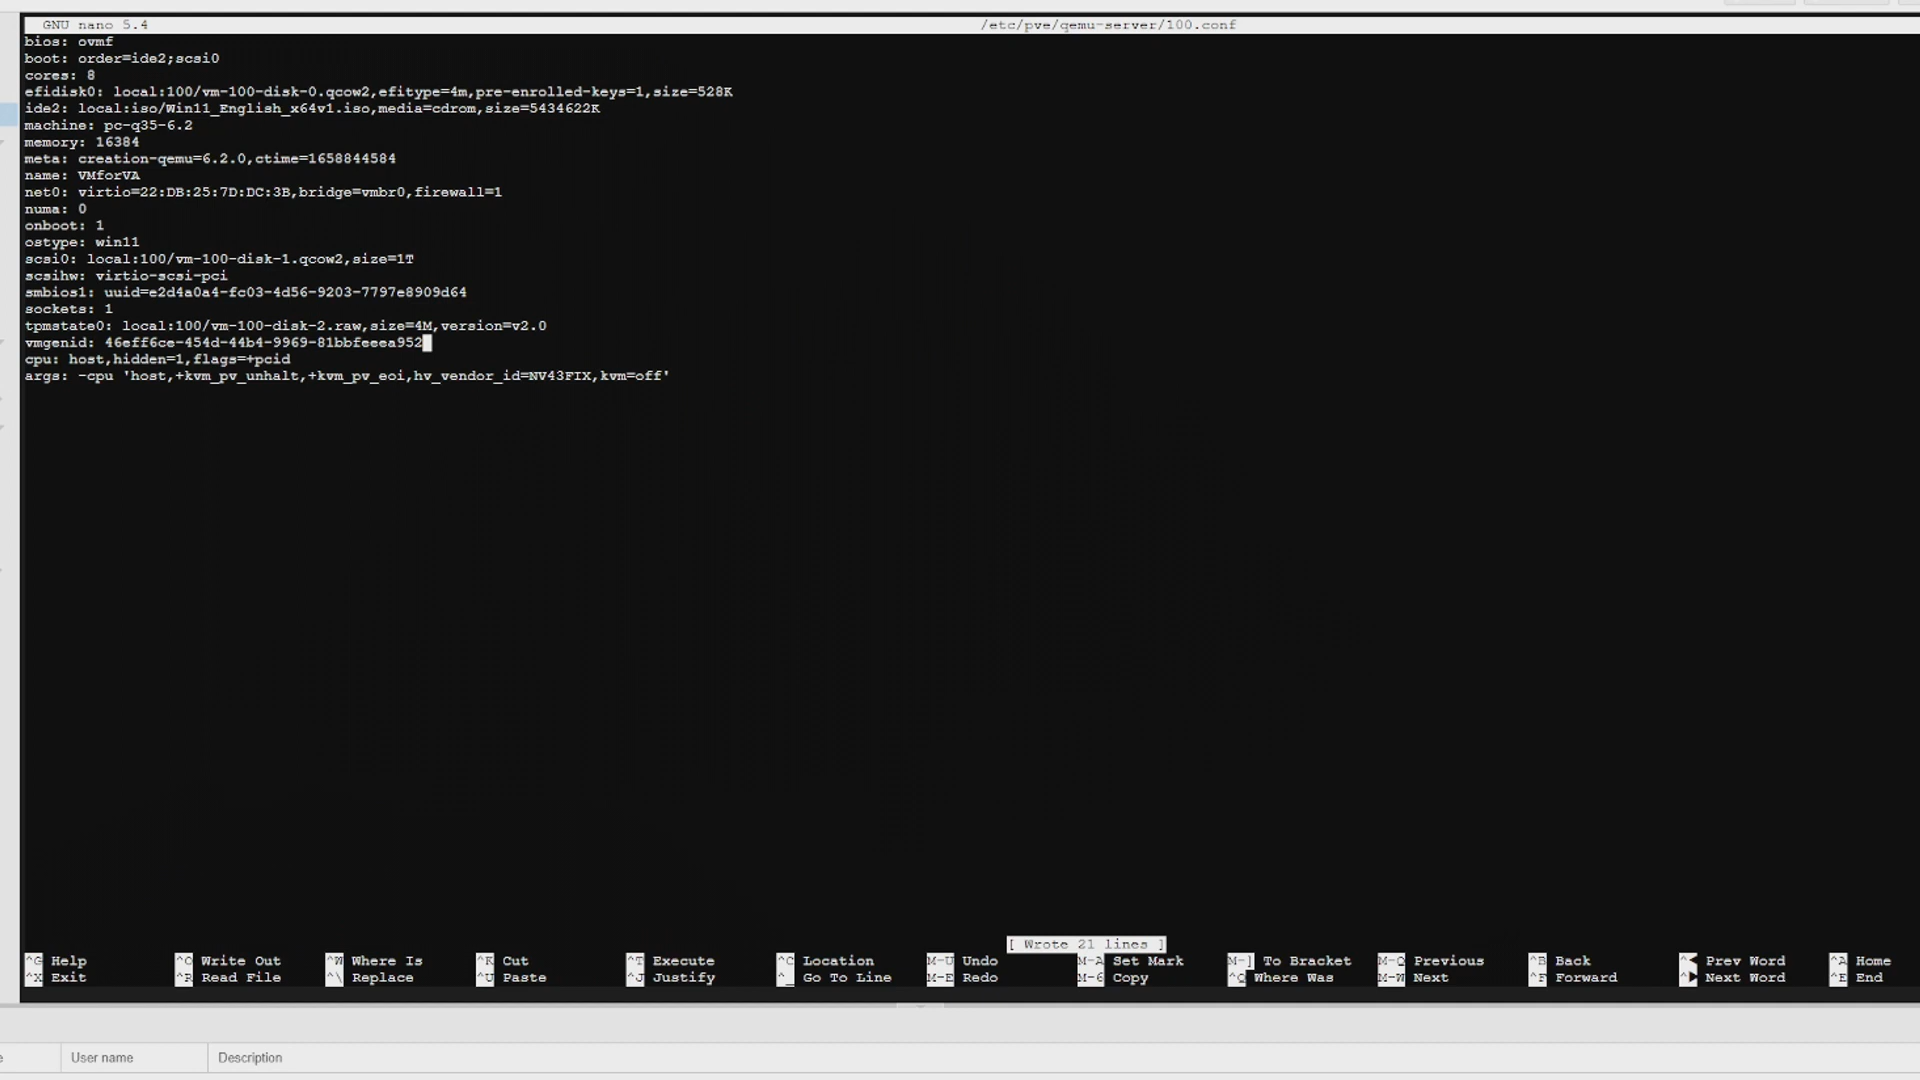 GNU nano 5.4 /etc/pve/qemu-server/100.conf
bios: ovmf
boot: order=ide2;scsi0
cores: 8
efidisk0: local:100/vm-100-disk-0.qcow2,efitype=4m,pre-enrolled-keys=1,size=528K
ide2: local:iso/Win11_English_x64v1.iso,media=cdrom,size=5434622K
machine: pc-q35-6.2
memory: 16384
meta: creation-qemu=6.2.0,ctime=1658844584
name: VMforVA
net0: virtio=22:DB:25:7D:DC:3B,bridge=vmbr0,firewall=1
numa: 0
onboot: 1
ostype: win11
scsi0: local:100/vm-100-disk-1.qcow2,size=1T
scsihw: virtio-scsi-pci
smbios1: uuid=e2d4a0a4-fc03-4d56-9203-7797e8909d64
sockets: 1
tpmstate0: local:100/vm-100-disk-2.raw,size=4M,version=v2.0
vmgenid: 46eff6ce-454d-44b4-9969-81bbfeeea952
cpu: host,hidden=1,flags=+pcid
args: -cpu 'host,+kvm_pv_unhalt,+kvm_pv_eoi,hv_vendor_id=NV43FIX,kvm=off'
[ Wrote 21 lines ]
^G Help ^O Write Out ^W Where Is ^K Cut ^T Execute ^C Location M-U Undo M-A Set Mark M-] To Bracket M-Q Previous ^B Back ^◀ Prev Word ^A Home
^X Exit ^R Read File ^\ Replace ^U Paste ^J Justify ^_ Go To Line M-E Redo M-6 Copy ^Q Where Was M-W Next ^F Forward ^▶ Next Word ^E End
User name Description